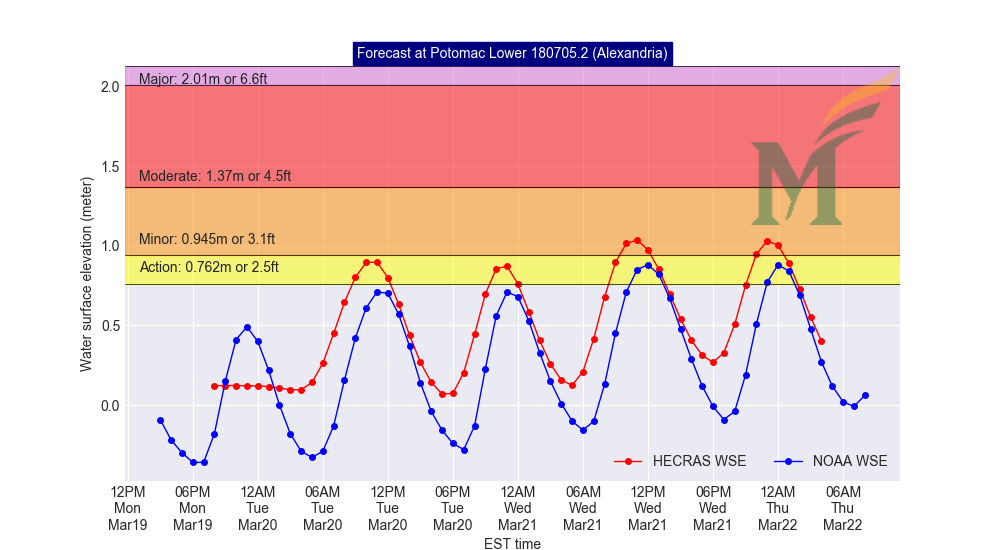 Forecast at Potomac Lower 180705.2 (Alexandria)
Water surface elevation (meter)
2.0
1.5
1.0
0.5
0.0
Major: 2.01m or 6.6ft
Moderate: 1.37m or 4.5ft
Minor: 0.945m or 3.1ft
Action: 0.762m or 2.5ft
M
HECRAS WSE NOAA WSE
12PM 06PM 12AM 06AM 12PM 06PM 12AM 06AM 12PM 06PM 12AM 06AM
Mon Mon Tue Tue Tue Tue Wed Wed Wed Wed Thu Thu
Mar19 Mar19 Mar20 Mar20 Mar20 Mar20 Mar21 Mar21 Mar21 Mar21 Mar22 Mar22
EST time